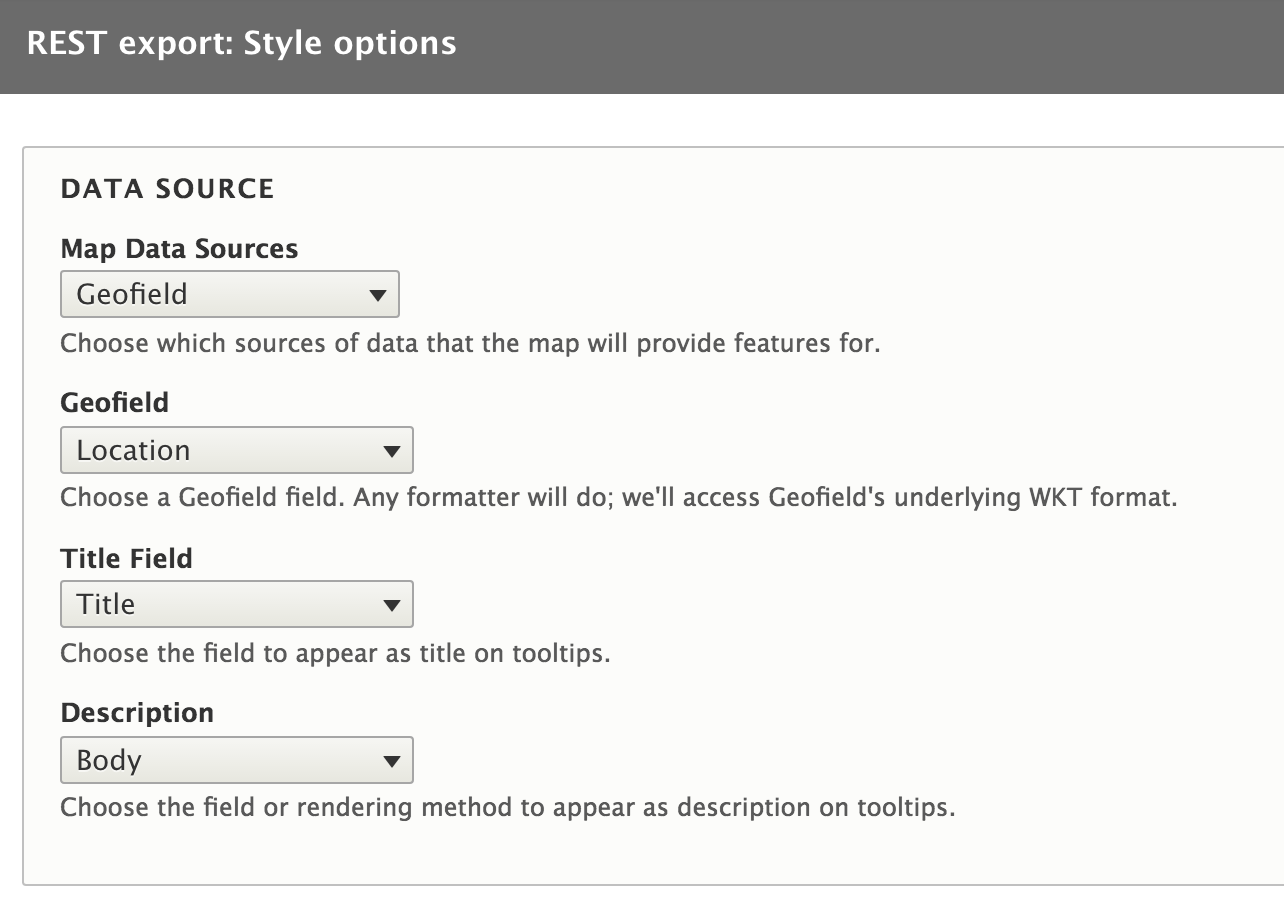 REST export: Style options
DATA SOURCE
Map Data Sources
Geofield
Choose which sources of data that the map will provide features for.
Geofield
Location
Choose a Geofield field. Any formatter will do; we'll access Geofield's underlying WKT format.
Title Field
Title
Choose the field to appear as title on tooltips.
Description
Body
Choose the field or rendering method to appear as description on tooltips.